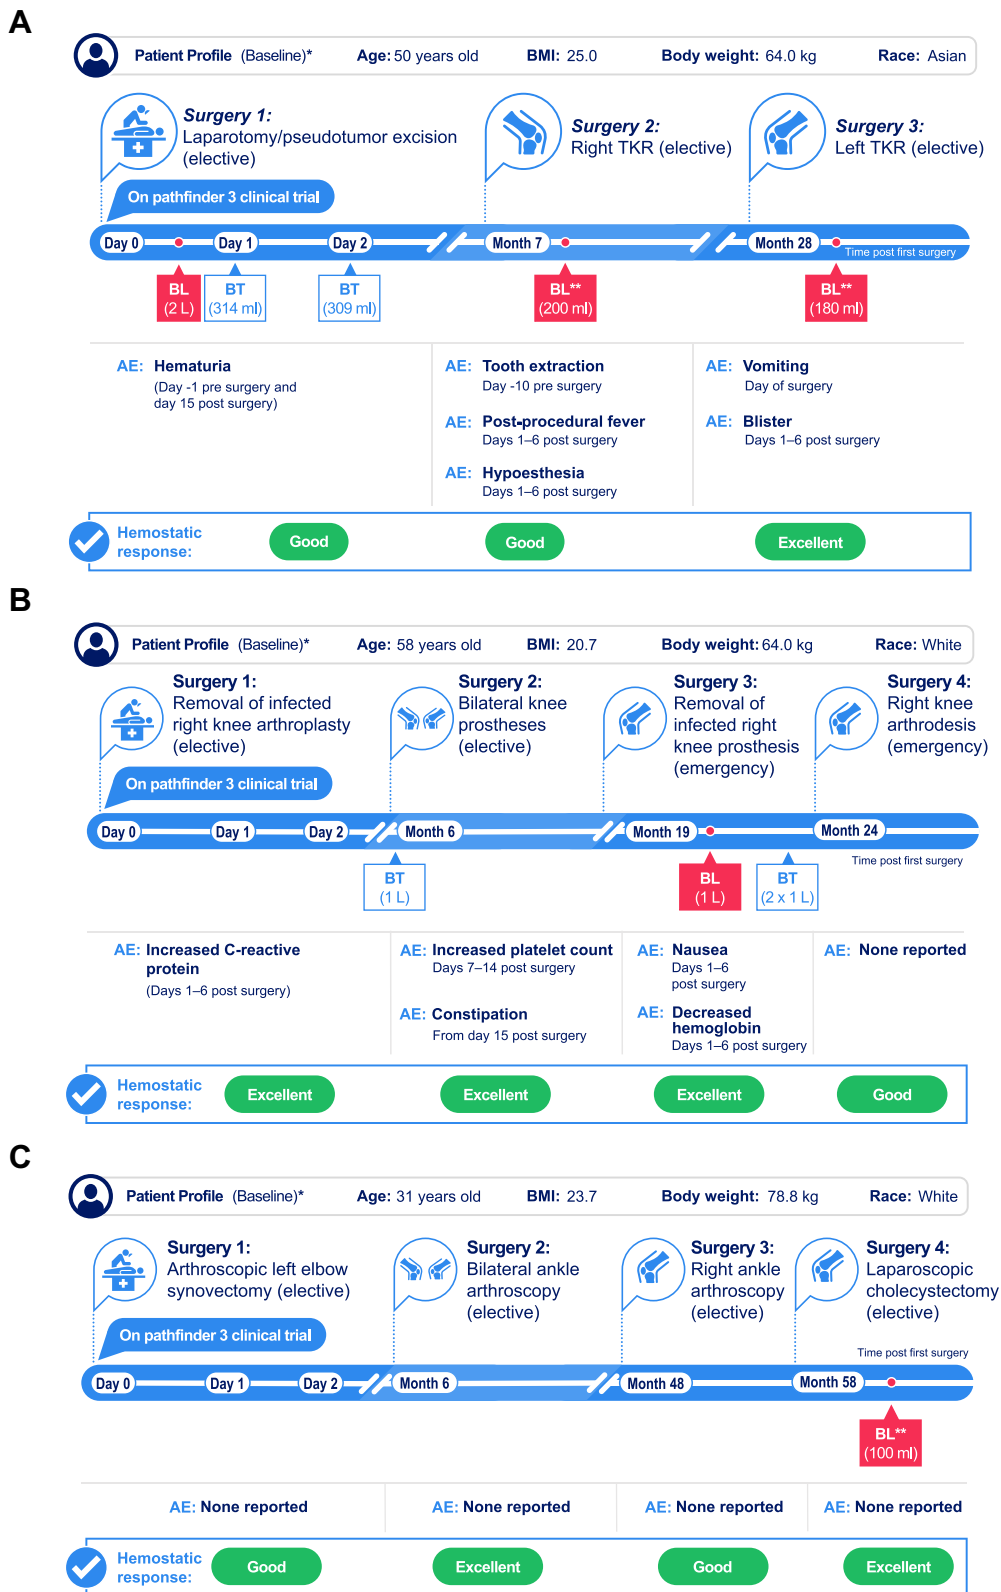 A
Patient Profile (Baseline)* Age: 50 years old BMI: 25.0 Body weight: 64.0 kg Race: Asian
Surgery 1:
Laparotomy/pseudotumor excision
(elective)
Surgery 2:
Right TKR (elective)
Surgery 3:
Left TKR (elective)
On pathfinder 3 clinical trial
Day 0 Day 1 Day 2 Month 7 Month 28
Time post first surgery
BL
(2 L)
BT
(314 ml)
BT
(309 ml)
BL**
(200 ml)
BL**
(180 ml)
AE: Hematuria
(Day -1 pre surgery and
day 15 post surgery)
AE: Tooth extraction
Day -10 pre surgery
AE: Post-procedural fever
Days 1–6 post surgery
AE: Hypoesthesia
Days 1–6 post surgery
AE: Vomiting
Day of surgery
AE: Blister
Days 1–6 post surgery
Hemostatic
response:
Good Good Excellent
B
Patient Profile (Baseline)* Age: 58 years old BMI: 20.7 Body weight: 64.0 kg Race: White
Surgery 1:
Removal of infected
right knee arthroplasty
(elective)
Surgery 2:
Bilateral knee
prostheses
(elective)
Surgery 3:
Removal of
infected right
knee prosthesis
(emergency)
Surgery 4:
Right knee
arthrodesis
(emergency)
On pathfinder 3 clinical trial
Day 0 Day 1 Day 2 Month 6 Month 19 Month 24
Time post first surgery
BT
(1 L)
BL
(1 L)
BT
(2 x 1 L)
AE: Increased C-reactive
protein
(Days 1–6 post surgery)
AE: Increased platelet count
Days 7–14 post surgery
AE: Constipation
From day 15 post surgery
AE: Nausea
Days 1–6
post surgery
AE: Decreased
hemoglobin
Days 1–6 post surgery
AE: None reported
Hemostatic
response:
Excellent Excellent Excellent Good
C
Patient Profile (Baseline)* Age: 31 years old BMI: 23.7 Body weight: 78.8 kg Race: White
Surgery 1:
Arthroscopic left elbow
synovectomy (elective)
Surgery 2:
Bilateral ankle
arthroscopy
(elective)
Surgery 3:
Right ankle
arthroscopy
(elective)
Surgery 4:
Laparoscopic
cholecystectomy
(elective)
On pathfinder 3 clinical trial
Time post first surgery
Day 0 Day 1 Day 2 Month 6 Month 48 Month 58
BL**
(100 ml)
AE: None reported AE: None reported AE: None reported AE: None reported
Hemostatic
response:
Good Excellent Good Excellent